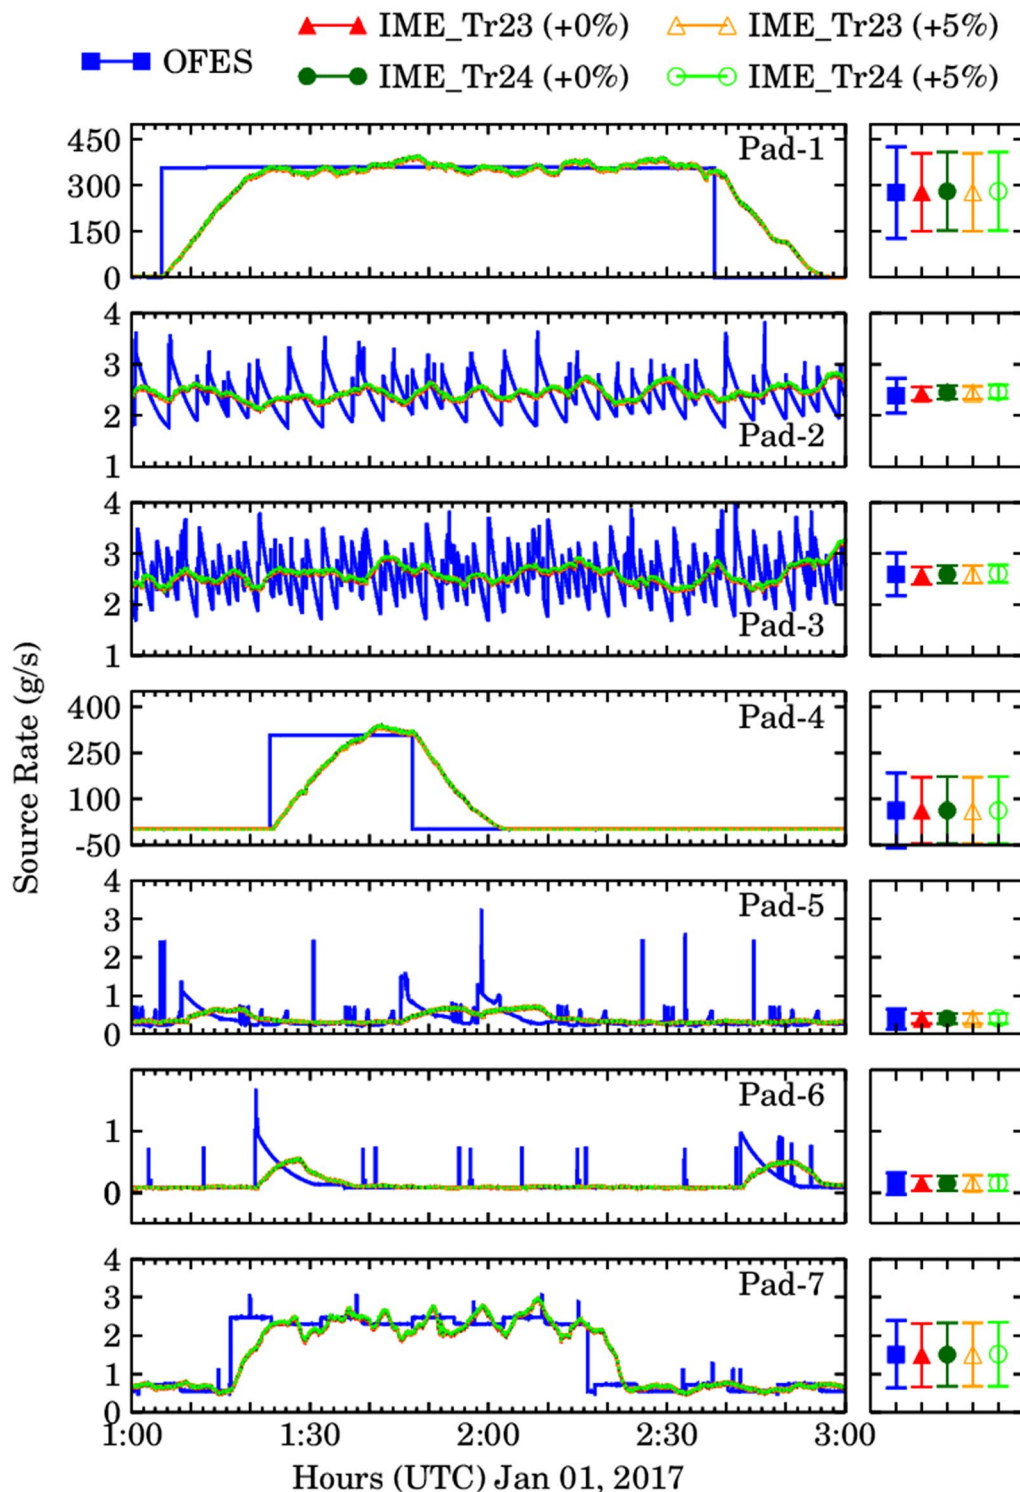 OFES
IME_Tr23 (+0%)
IME_Tr23 (+5%)
IME_Tr24 (+0%)
IME_Tr24 (+5%)
Source Rate (g/s)
450
300
150
0
Pad-1
4
3
2
1
Pad-2
4
3
2
1
Pad-3
400
250
100
-50
Pad-4
4
3
2
1
0
Pad-5
1
0
Pad-6
4
3
2
1
0
Pad-7
1:00 1:30 2:00 2:30 3:00
Hours (UTC) Jan 01, 2017